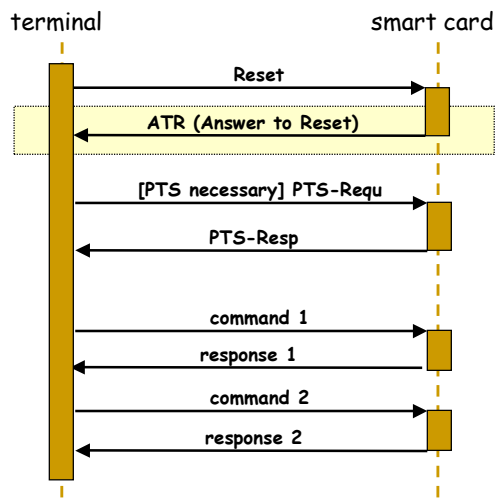 terminal
smart card
Reset
ATR (Answer to Reset)
[PTS necessary] PTS-Requ
PTS-Resp
command 1
response 1
command 2
response 2